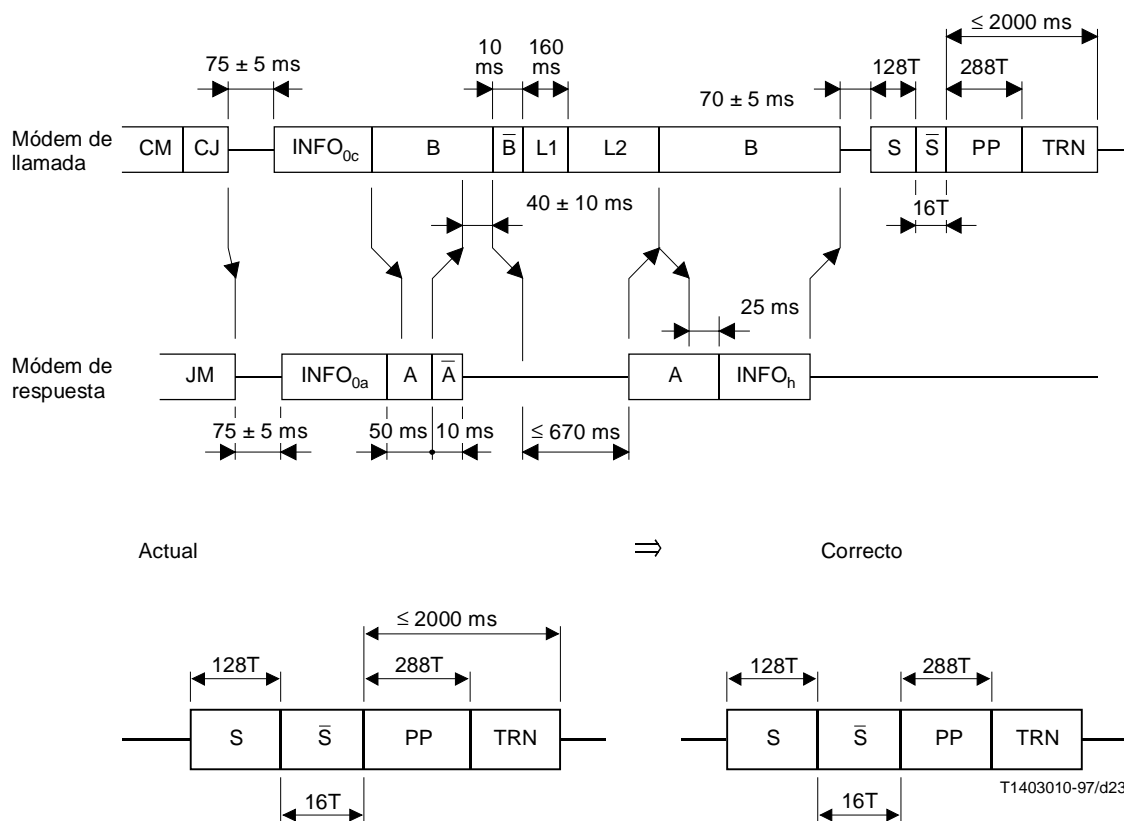 ≤ 2000 ms
10 ms
160 ms
75 ± 5 ms
128T
288T
70 ± 5 ms
Módem de llamada
CM CJ INFO0c B B̅ L1 L2 B S S̅ PP TRN
40 ± 10 ms
16T
25 ms
Módem de respuesta
JM INFO0a A A̅ A INFOh
75 ± 5 ms
50 ms
10 ms
≤ 670 ms
Actual ⇒ Correcto
≤ 2000 ms
128T 288T 128T 288T
S S̅ PP TRN S S̅ PP TRN
16T 16T
T1403010-97/d23